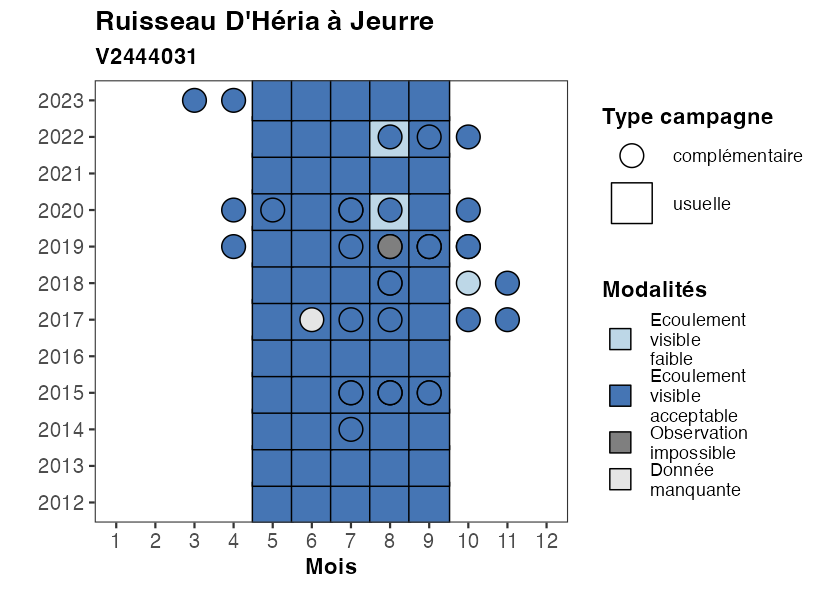 Ruisseau D'Héria à Jeurre
V2444031
2023
2022
2021
2020
2019
2018
2017
2016
2015
2014
2013
2012
1 2 3 4 5 6 7 8 9 10 11 12
Mois
Type campagne
complémentaire
usuelle
Modalités
Ecoulement
visible
faible
Ecoulement
visible
acceptable
Observation
impossible
Donnée
manquante